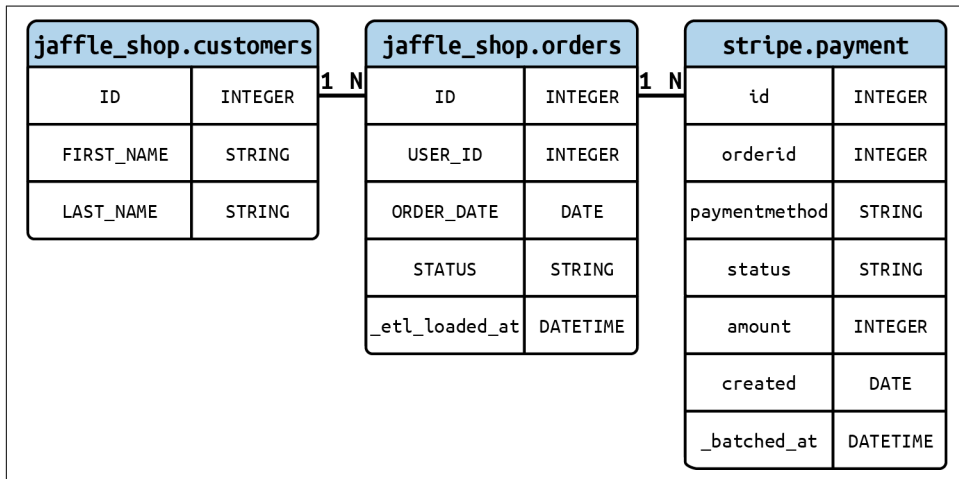 jaffle_shop.customers
ID INTEGER
FIRST_NAME STRING
LAST_NAME STRING
1 N
jaffle_shop.orders
ID INTEGER
USER_ID INTEGER
ORDER_DATE DATE
STATUS STRING
_etl_loaded_at DATETIME
1 N
stripe.payment
id INTEGER
orderid INTEGER
paymentmethod STRING
status STRING
amount INTEGER
created DATE
_batched_at DATETIME